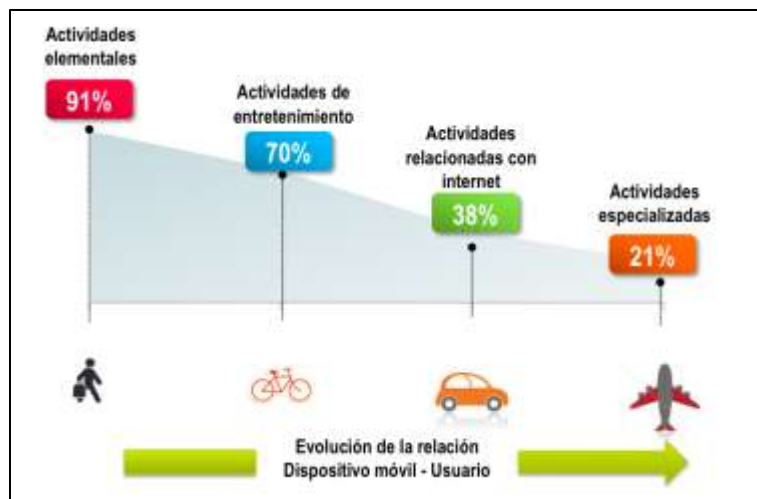 Actividades
elementales
91%
Actividades de
entretenimiento
70%
Actividades
relacionadas con
internet
38%
Actividades
especializadas
21%
Evolución de la relación
Dispositivo móvil - Usuario